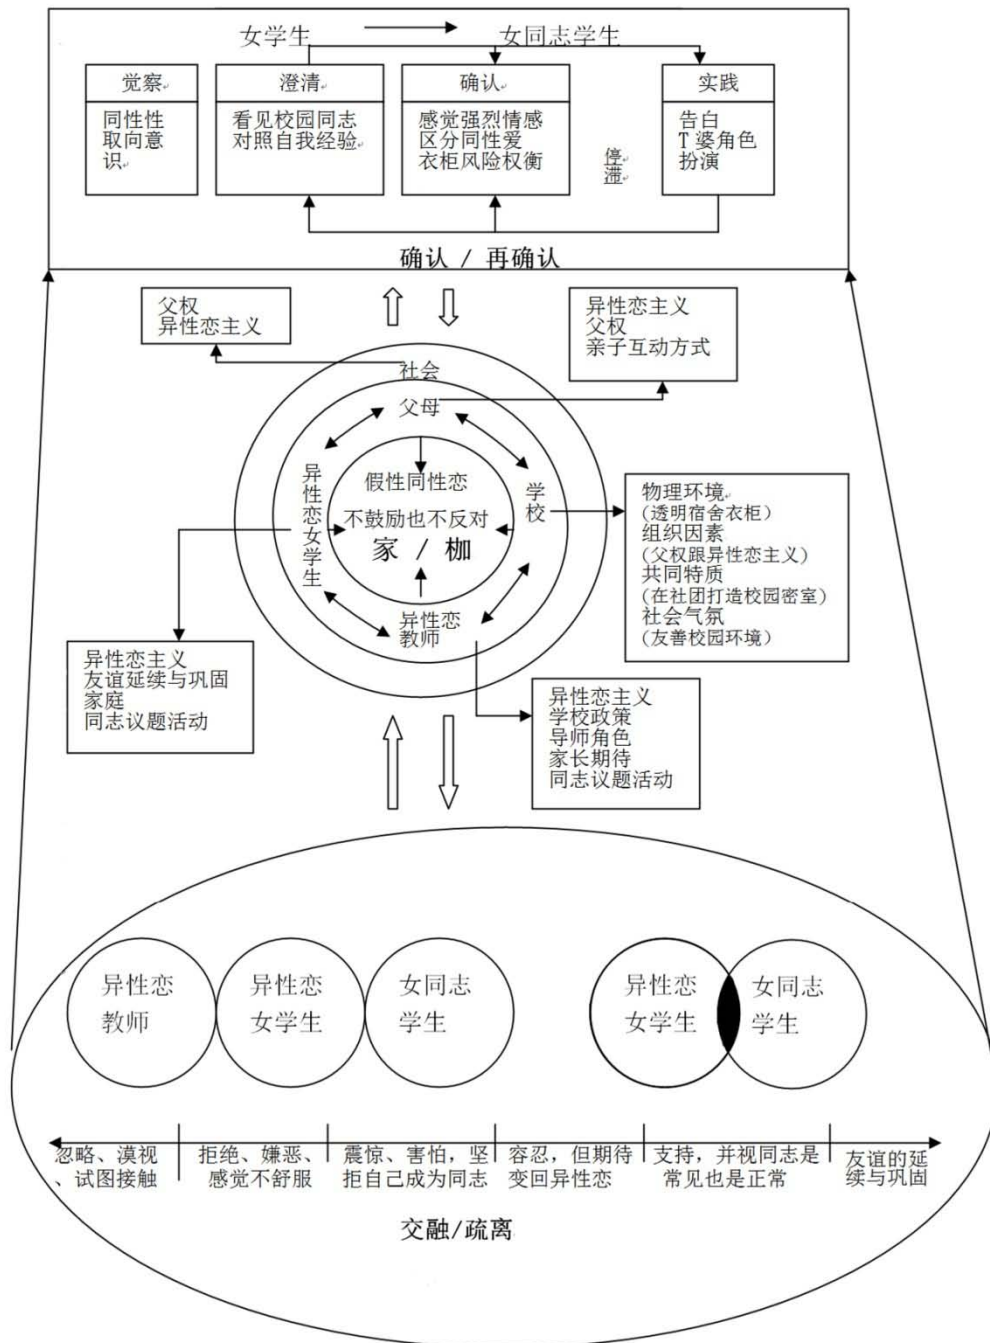 女学生
女同志学生
觉察
同性性
取向意
识
澄清
看见校园同志
对照自我经验
确认
感觉强烈情感
区分同性爱
衣柜风险权衡
停
滞
实践
告白
T 婆角色
扮演
确认 / 再确认
父权
异性恋主义
异性恋主义
父权
亲子互动方式
社会
父母
异性恋女学生
假性同性恋
不鼓励也不反对
家 / 枷
学校
异性恋
教师
物理环境
(透明宿舍衣柜)
组织因素
(父权跟异性恋主义)
共同特质
(在社团打造校园密室)
社会气氛
(友善校园环境)
异性恋主义
友谊延续与巩固
家庭
同志议题活动
异性恋主义
学校政策
导师角色
家长期待
同志议题活动
异性恋
教师
异性恋
女学生
女同志
学生
异性恋
女学生
女同志
学生
忽略、漠视
、试图接触
拒绝、嫌恶、
感觉不舒服
震惊、害怕，坚
拒自己成为同志
容忍，但期待
变回异性恋
支持，并视同志是
常见也是正常
友谊的延
续与巩固
交融/疏离